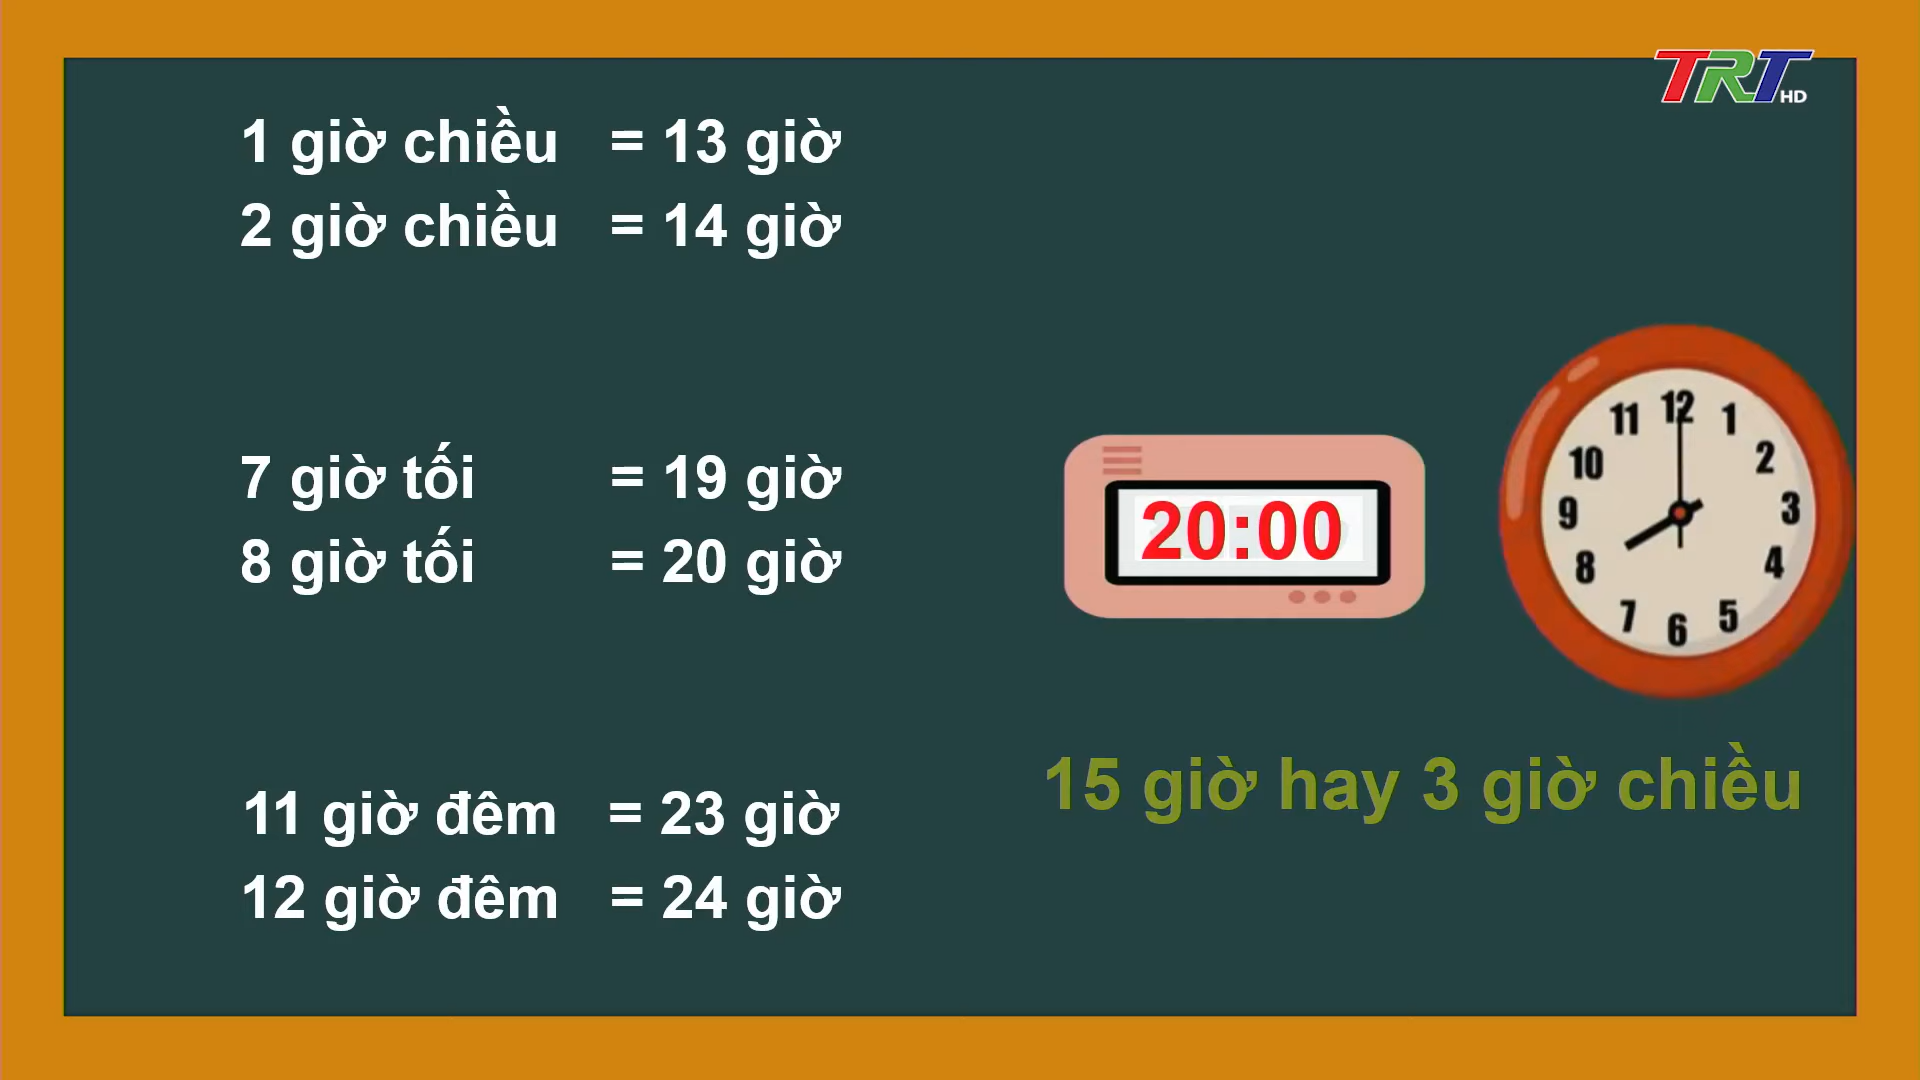 TRT HD
1 giờ chiều = 13 giờ
2 giờ chiều = 14 giờ
7 giờ tối = 19 giờ
8 giờ tối = 20 giờ
11 giờ đêm = 23 giờ
12 giờ đêm = 24 giờ
20:00
12
1
2
3
4
5
6
7
8
9
10
11
15 giờ hay 3 giờ chiều